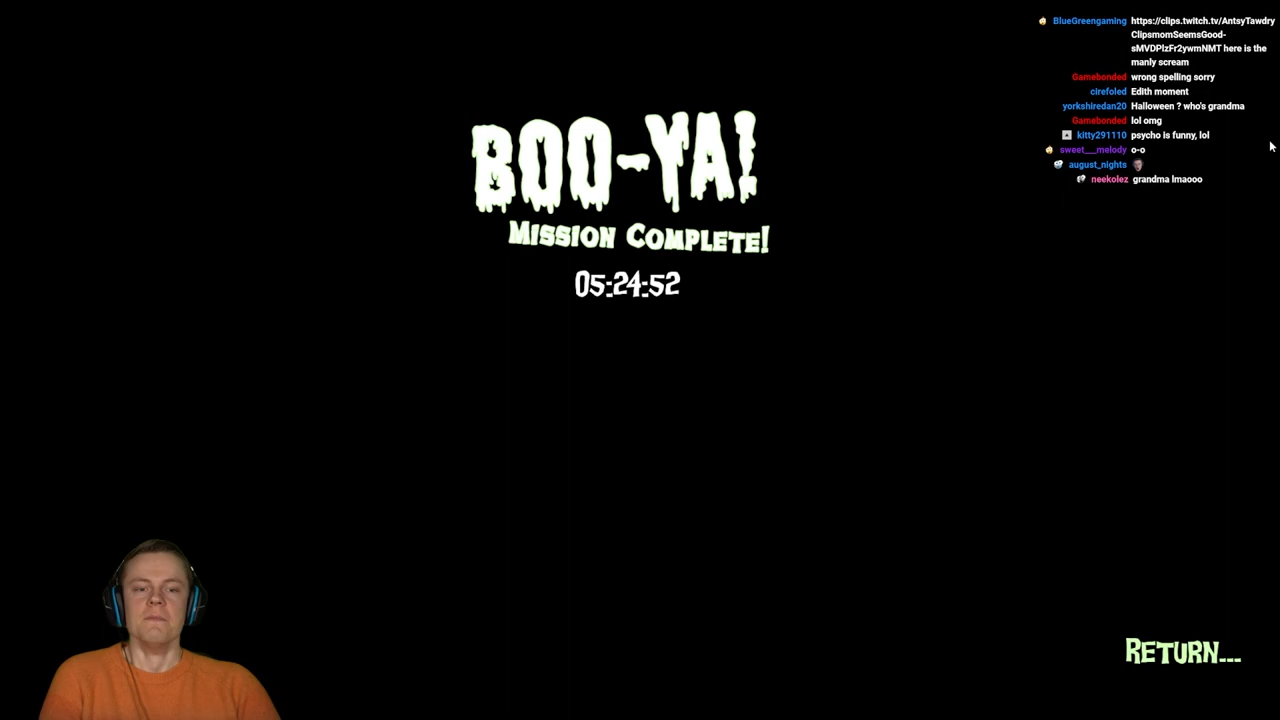 BlueGreengaming https://clips.twitch.tv/AntsyTawdry
ClipsmomSeemsGood-
sMVDPlzFr2ywmNMT here is the
manly scream
Gamebonded wrong spelling sorry
cirefoled Edith moment
yorkshiredan20 Halloween ? who's grandma
Gamebonded lol omg
kitty291110 psycho is funny, lol
sweet___melody o-o
august_nights
neekolez grandma lmaooo
BOO-YA!
MISSION COMPLETE!
05:24:52
RETURN...